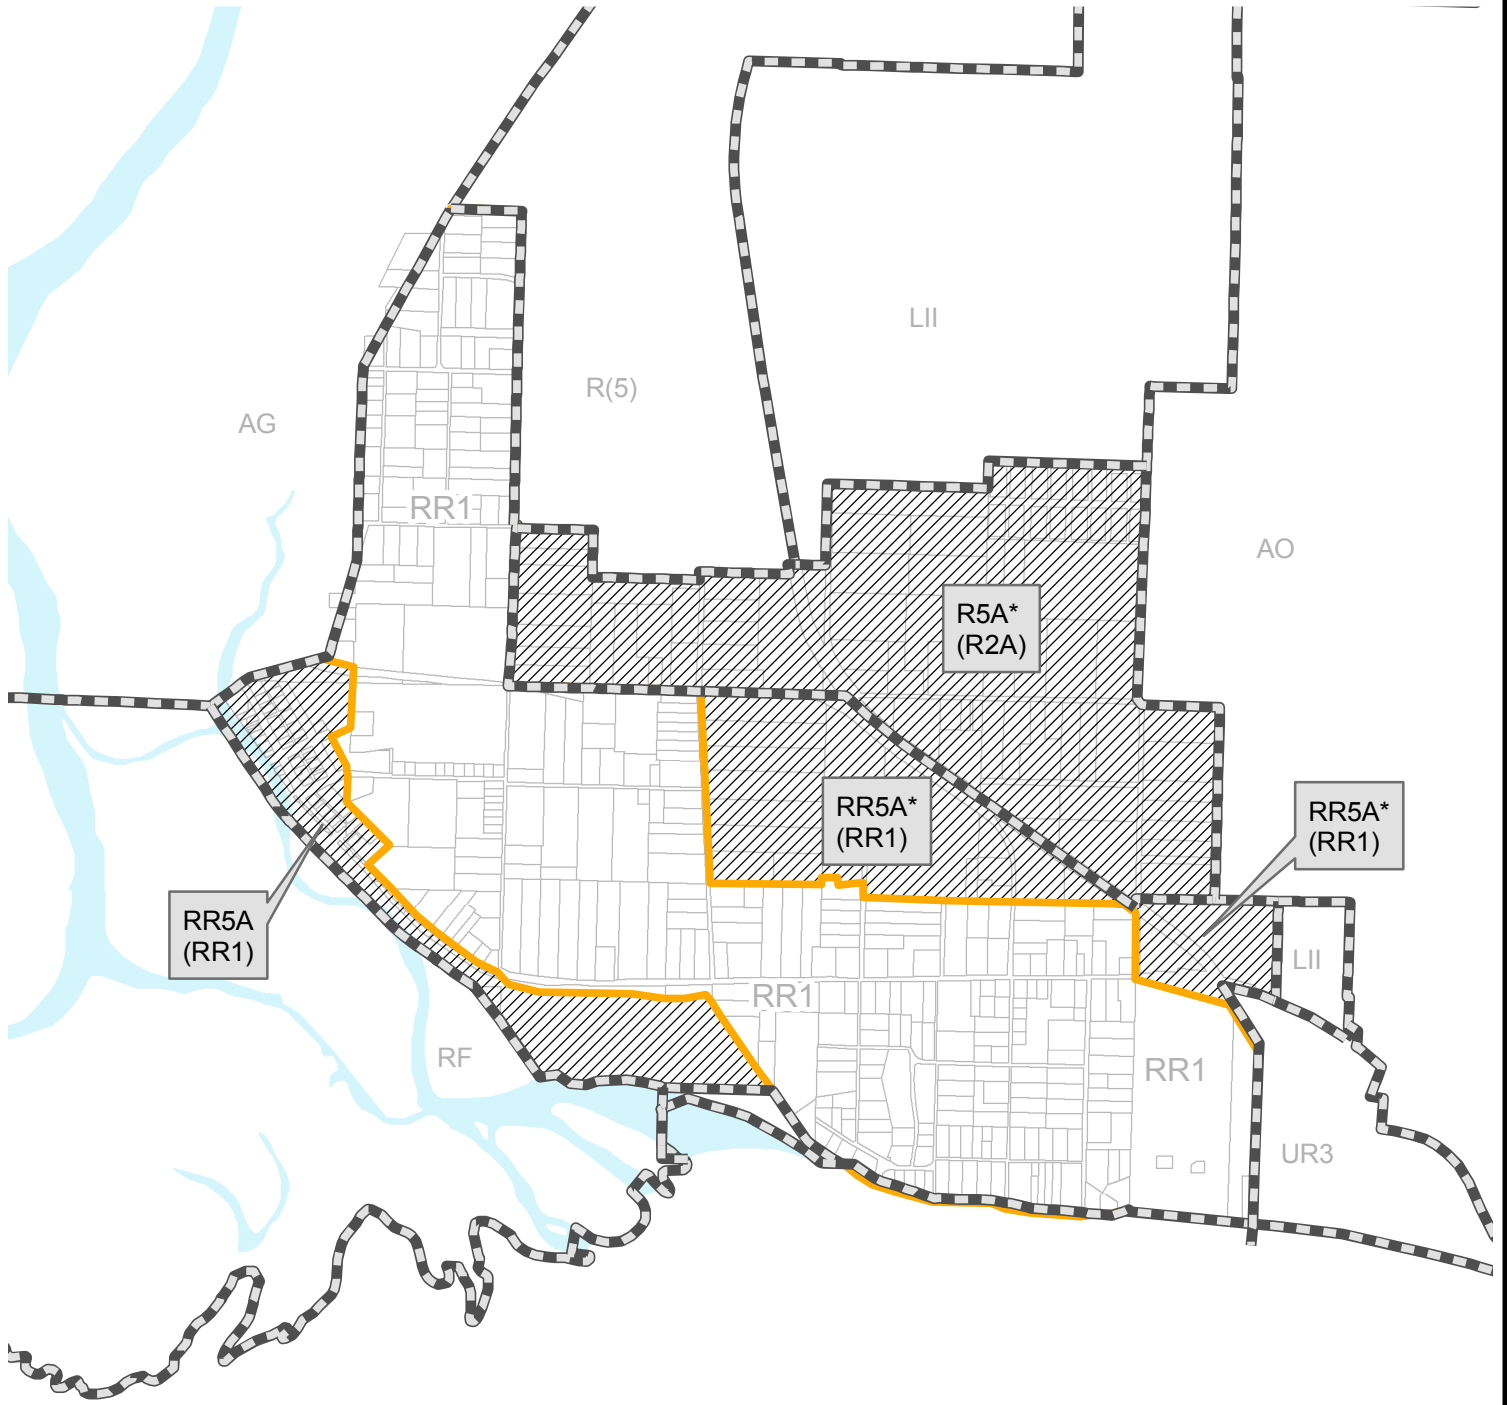 LII
R(5)
AG
RR1
AO
R5A*
(R2A)
RR5A*
(RR1)
RR5A*
(RR1)
RR5A
(RR1)
LII
RR1
RF
RR1
UR3